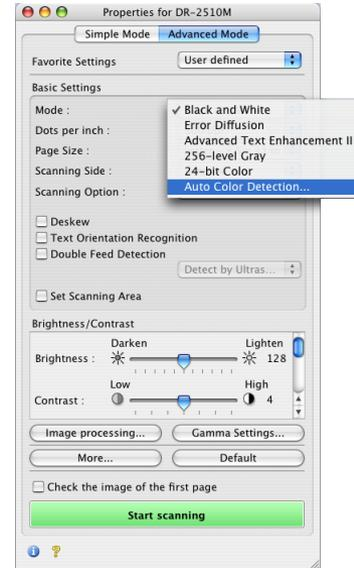 Properties for DR-2510M
Simple Mode Advanced Mode
Favorite Settings User defined
Basic Settings
Mode : ✓ Black and White
Error Diffusion
Dots per inch : Advanced Text Enhancement II
Page Size : 256-level Gray
Scanning Side : 24-bit Color
Scanning Option : Auto Color Detection...
Deskew
Text Orientation Recognition
Double Feed Detection
Detect by Ultras...
Set Scanning Area
Brightness/Contrast
Darken Lighten
Brightness : 128
Low High
Contrast : 4
Image processing... Gamma Settings...
More... Default
Check the image of the first page
Start scanning